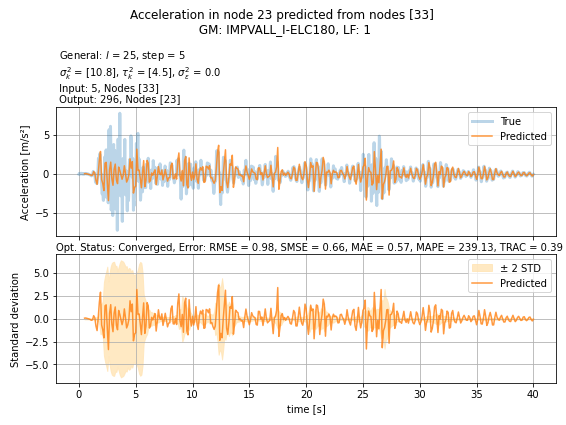 Acceleration in node 23 predicted from nodes [33]
GM: IMPVALL_I-ELC180, LF: 1
General: l = 25, step = 5
σ²ₖ = [10.8], τ²ₖ = [4.5], σ²ε = 0.0
Input: 5, Nodes [33]
Output: 296, Nodes [23]
True
Predicted
Acceleration [m/s²]
5
0
−5
Opt. Status: Converged, Error: RMSE = 0.98, SMSE = 0.66, MAE = 0.57, MAPE = 239.13, TRAC = 0.39
± 2 STD
Predicted
Standard deviation
5.0
2.5
0.0
−2.5
−5.0
0 5 10 15 20 25 30 35 40
time [s]